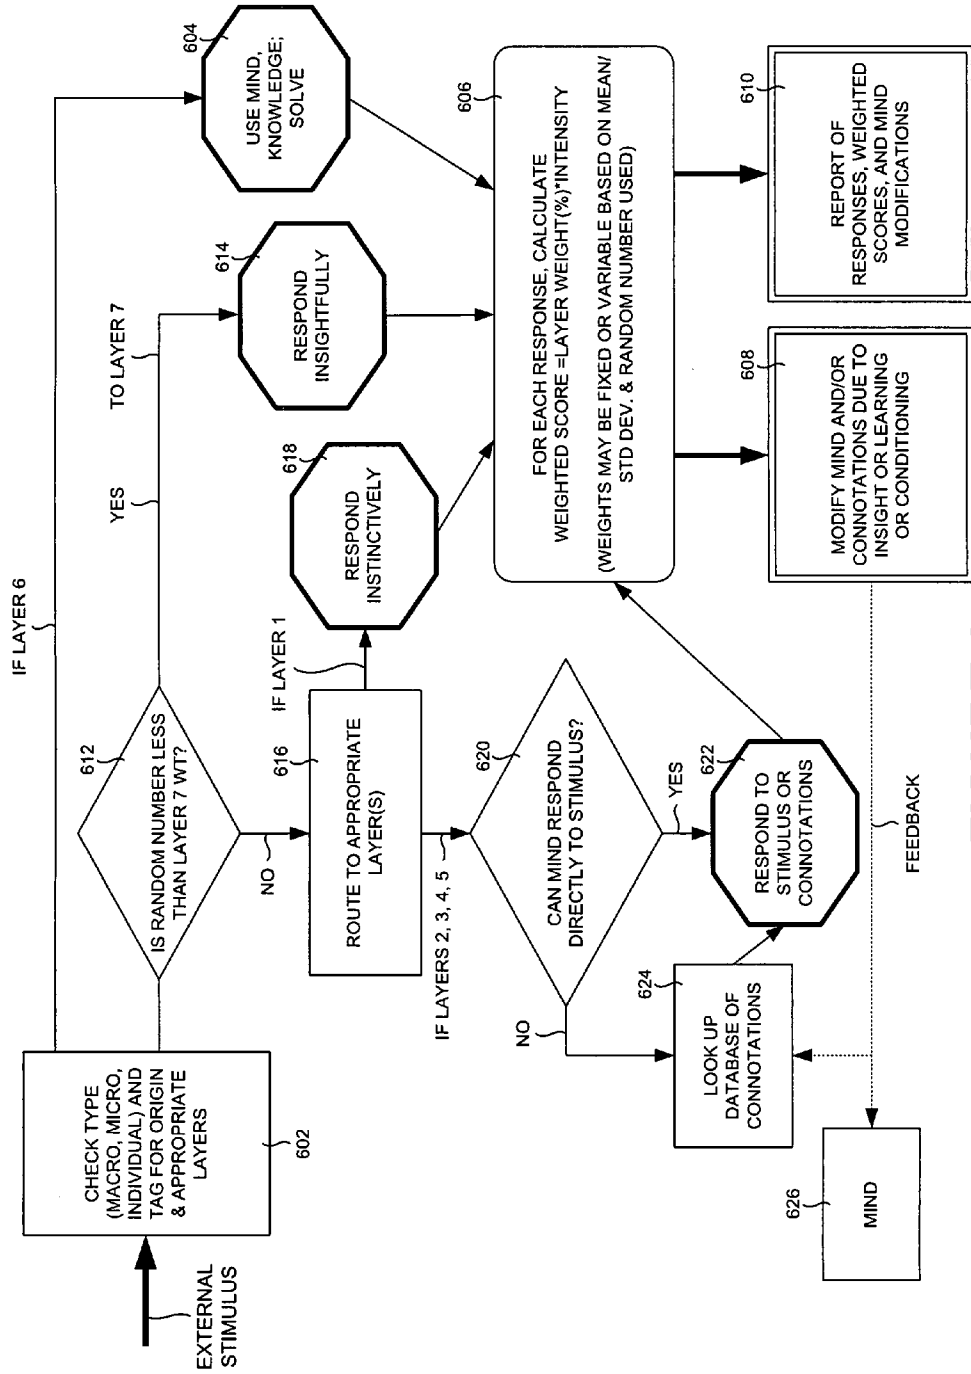 EXTERNAL
STIMULUS
CHECK TYPE
(MACRO, MICRO,
INDIVIDUAL) AND
TAG FOR ORIGIN
& APPROPRIATE
LAYERS
602
IF LAYER 6
604
USE MIND,
KNOWLEDGE;
SOLVE
612
IS RANDOM NUMBER LESS
THAN LAYER 7 WT?
YES
TO LAYER 7
614
RESPOND
INSIGHTFULLY
NO
616
ROUTE TO APPROPRIATE
LAYER(S)
IF LAYER 1
618
RESPOND
INSTINCTIVELY
IF LAYERS 2, 3, 4, 5
620
CAN MIND RESPOND
DIRECTLY TO STIMULUS?
NO
YES
624
LOOK UP
DATABASE OF
CONNOTATIONS
622
RESPOND TO
STIMULUS OR
CONNOTATIONS
606
FOR EACH RESPONSE, CALCULATE
WEIGHTED SCORE =LAYER WEIGHT(%)*INTENSITY
(WEIGHTS MAY BE FIXED OR VARIABLE BASED ON MEAN/
STD DEV. & RANDOM NUMBER USED)
608
MODIFY MIND AND/OR
CONNOTATIONS DUE TO
INSIGHT OR LEARNING
OR CONDITIONING
610
REPORT OF
RESPONSES, WEIGHTED
SCORES, AND MIND
MODIFICATIONS
FEEDBACK
626
MIND